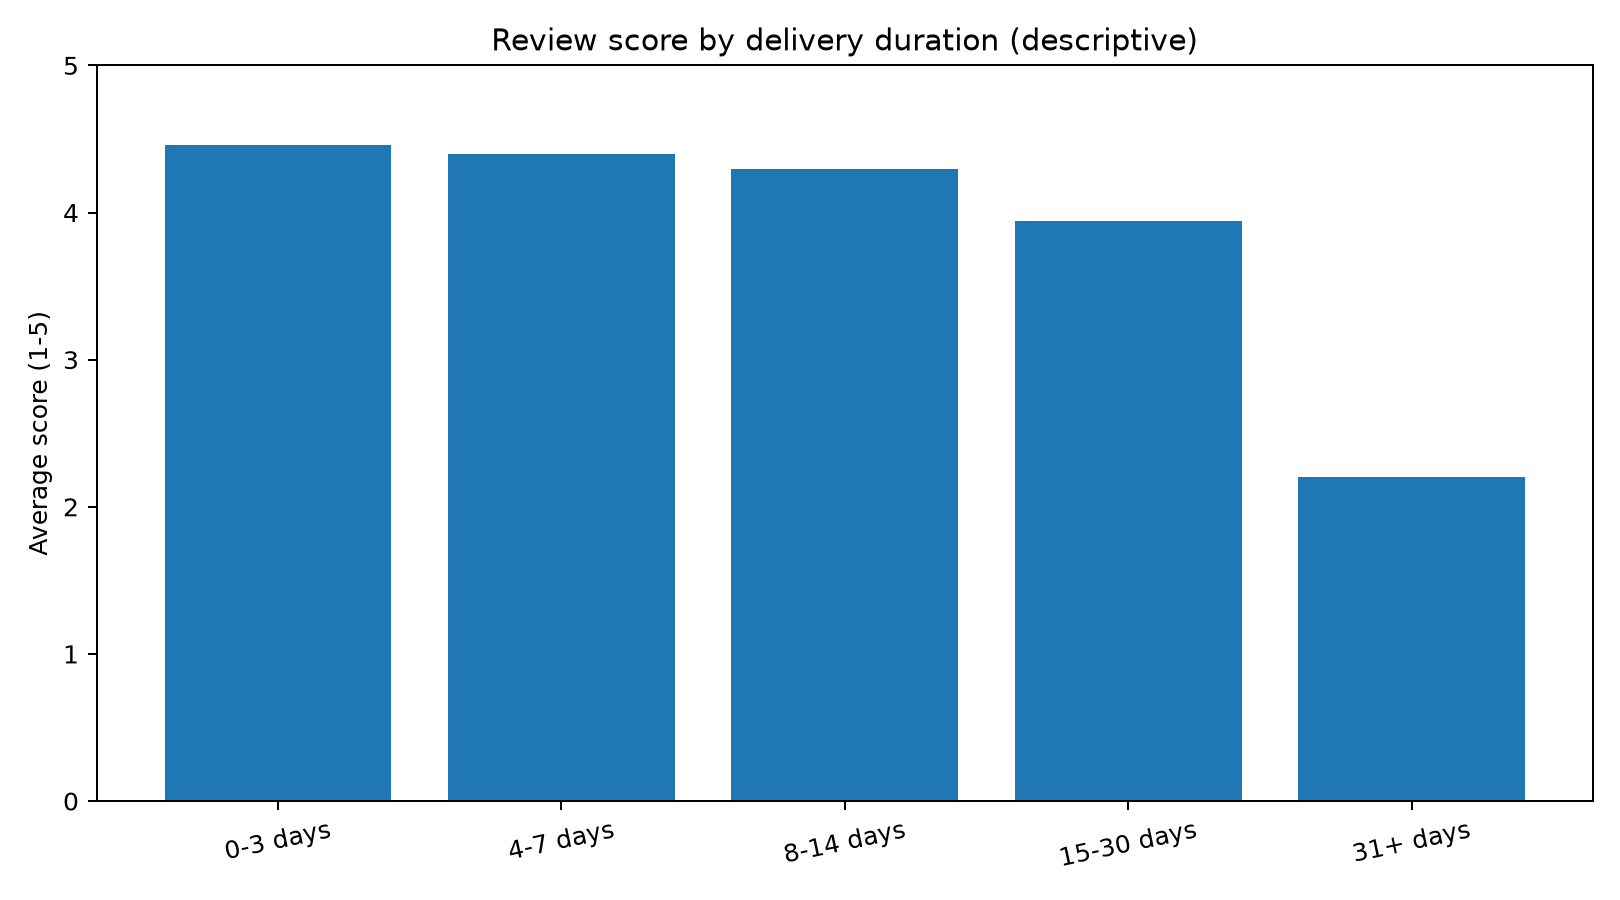 Review score by delivery duration (descriptive)
Average score (1-5)
5
4
3
2
1
0
0-3 days
4-7 days
8-14 days
15-30 days
31+ days